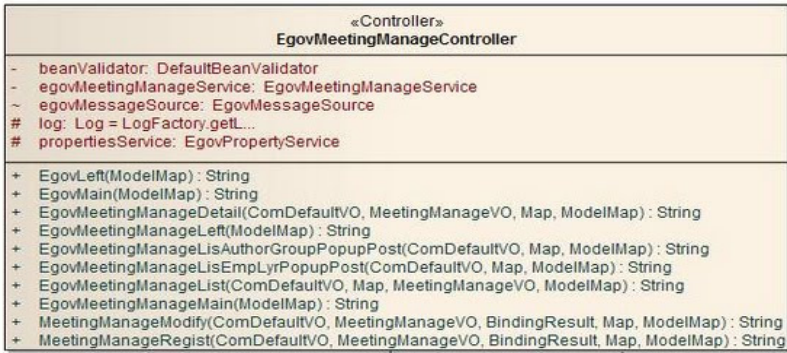 «Controller»
EgovMeetingManageController
- beanValidator: DefaultBeanValidator
- egovMeetingManageService: EgovMeetingManageService
~ egovMessageSource: EgovMessageSource
# log: Log = LogFactory.getL...
# propertiesService: EgovPropertyService
+ EgovLeft(ModelMap) : String
+ EgovMain(ModelMap) : String
+ EgovMeetingManageDetail(ComDefaultVO, MeetingManageVO, Map, ModelMap) : String
+ EgovMeetingManageLeft(ModelMap) : String
+ EgovMeetingManageLisAuthorGroupPopupPost(ComDefaultVO, Map, ModelMap) : String
+ EgovMeetingManageLisEmpLyrPopupPost(ComDefaultVO, Map, ModelMap) : String
+ EgovMeetingManageList(ComDefaultVO, Map, MeetingManageVO, ModelMap) : String
+ EgovMeetingManageMain(ModelMap) : String
+ MeetingManageModify(ComDefaultVO, MeetingManageVO, BindingResult, Map, ModelMap) : String
+ MeetingManageRegist(ComDefaultVO, MeetingManageVO, BindingResult, Map, ModelMap) : String